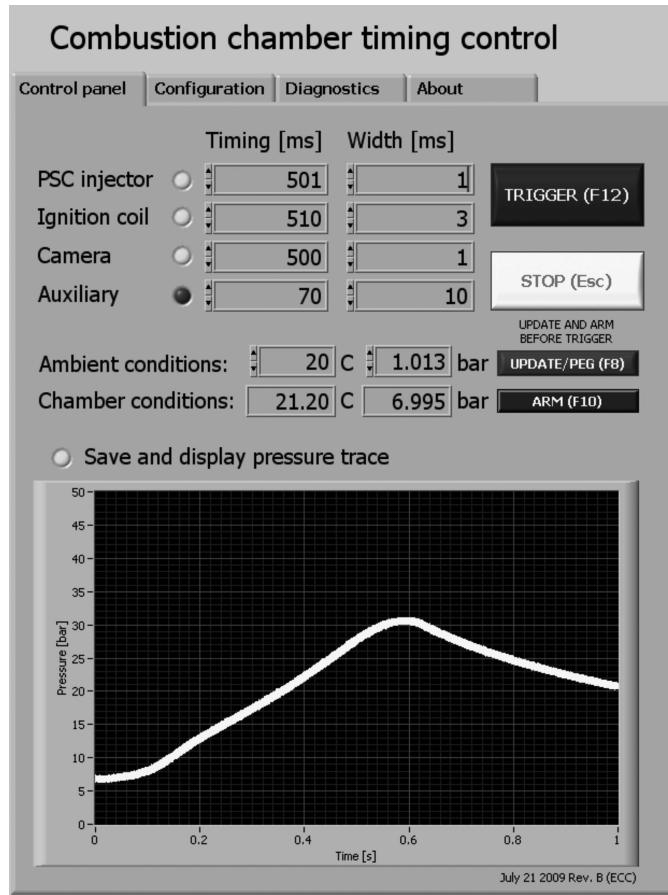 Combustion chamber timing control
Control panel Configuration Diagnostics About
Timing [ms] Width [ms]
PSC injector 501 1 TRIGGER (F12)
Ignition coil 510 3
Camera 500 1 STOP (Esc)
Auxiliary 70 10
UPDATE AND ARM
BEFORE TRIGGER
Ambient conditions: 20 C 1.013 bar UPDATE/PEG (F8)
Chamber conditions: 21.20 C 6.995 bar ARM (F10)
Save and display pressure trace
50
45
40
35
30
25
20
15
10
5
0
Pressure [bar]
0 0.2 0.4 0.6 0.8 1
Time [s]
July 21 2009 Rev. B (ECC)